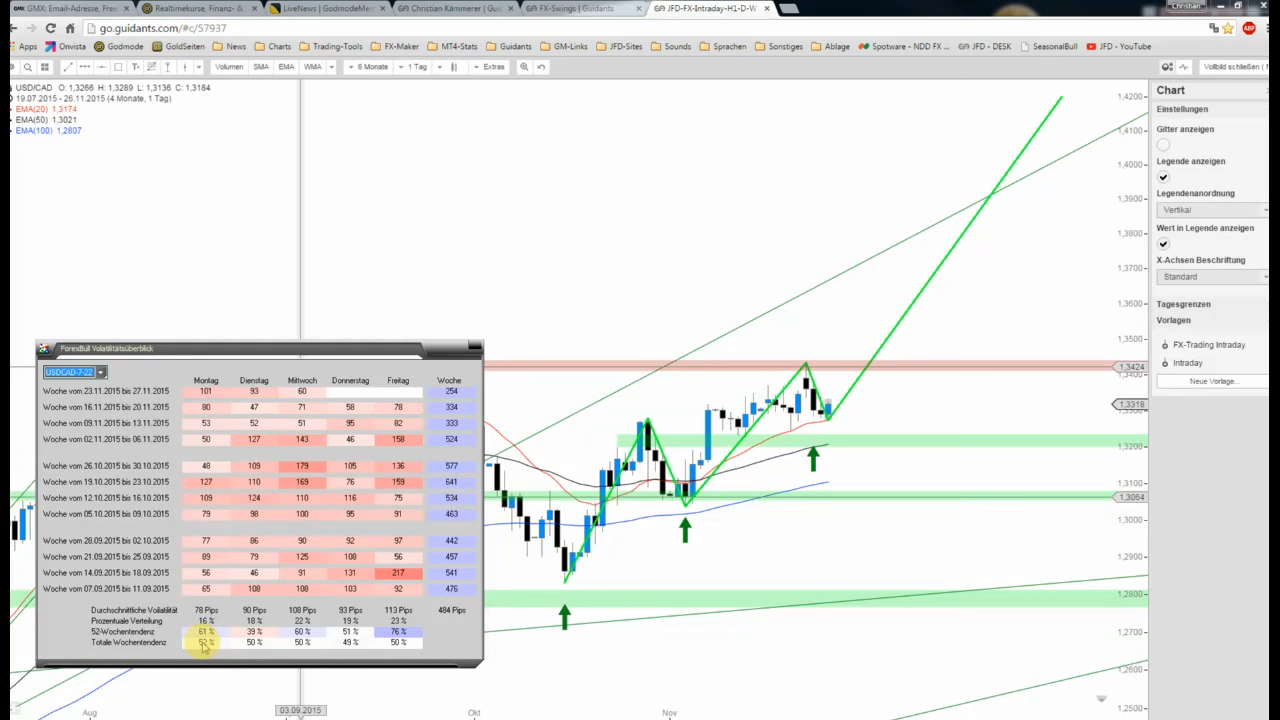 GMX: Email-Adresse, Free
Realtimekurse, Finanz- &
LiveNews | GodmodeMem
Christian Kämmerer | Guid
FX-Swings | Guidants
JFD-FX-Intraday-H1-D-W
Christian
go.guidants.com/#c/57937
Apps Onvista Godmode GoldSeiten News Charts Trading-Tools FX-Maker MT4-Stats Guidants GM-Links JFD-Sites Sounds Sprachen Sonstiges Ablage Spotware - NDD FX ... JFD - DESK SeasonalBull JFD - YouTube
Volumen SMA EMA WMA 6 Monate 1 Tag Extras Vollbild schließen ( f
USD/CAD O: 1,3266 H: 1,3289 L: 1,3136 C: 1,3184
19.07.2015 - 26.11.2015 (4 Monate, 1 Tag)
EMA(20) 1,3174
EMA(50) 1,3021
EMA(100) 1,2807
Chart
Einstellungen
Gitter anzeigen
Legende anzeigen
Legendenanordnung
Vertikal
Wert in Legende anzeigen
X-Achsen Beschriftung
Standard
Tagesgrenzen
Vorlagen
FX-Trading Intraday
Intraday
Neue Vorlage...
1,4200
1,4100
1,4000
1,3900
1,3800
1,3700
1,3600
1,3500
1,3424
1,3400
1,3318
1,3300
1,3200
1,3100
1,3064
1,3000
1,2900
1,2800
1,2700
1,2600
1,2500
ForexBull Volatilitätsüberblick
USDCAD-7-22
Montag Dienstag Mittwoch Donnerstag Freitag Woche
Woche vom 23.11.2015 bis 27.11.2015 101 93 60 254
Woche vom 16.11.2015 bis 20.11.2015 80 47 71 58 78 334
Woche vom 09.11.2015 bis 13.11.2015 53 52 51 95 82 333
Woche vom 02.11.2015 bis 06.11.2015 50 127 143 46 158 524
Woche vom 26.10.2015 bis 30.10.2015 48 109 179 105 136 577
Woche vom 19.10.2015 bis 23.10.2015 127 110 169 76 159 641
Woche vom 12.10.2015 bis 16.10.2015 109 124 110 116 75 534
Woche vom 05.10.2015 bis 09.10.2015 79 98 100 95 91 463
Woche vom 28.09.2015 bis 02.10.2015 77 86 90 92 97 442
Woche vom 21.09.2015 bis 25.09.2015 89 79 125 108 56 457
Woche vom 14.09.2015 bis 18.09.2015 56 46 91 131 217 541
Woche vom 07.09.2015 bis 11.09.2015 65 108 108 103 92 476
Durchschnittliche Volatilität 78 Pips 90 Pips 108 Pips 93 Pips 113 Pips 484 Pips
Prozentuale Verteilung 16 % 18 % 22 % 19 % 23 %
52-Wochentendenz 61 % 39 % 60 % 51 % 76 %
Totale Wochentendenz 52 % 50 % 50 % 49 % 50 %
Aug 03.09.2015 Okt Nov